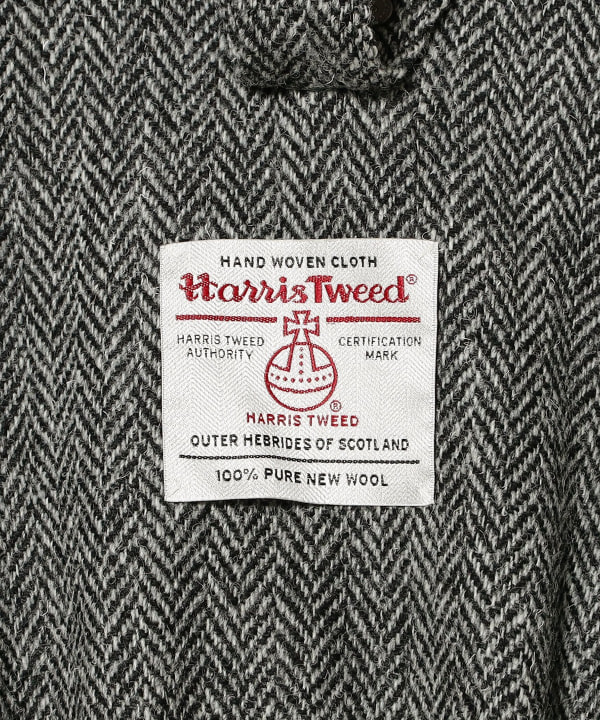 HAND WOVEN CLOTH
Harris Tweed®
HARRIS TWEED AUTHORITY
CERTIFICATION MARK
®
HARRIS TWEED
OUTER HEBRIDES OF SCOTLAND
100% PURE NEW WOOL